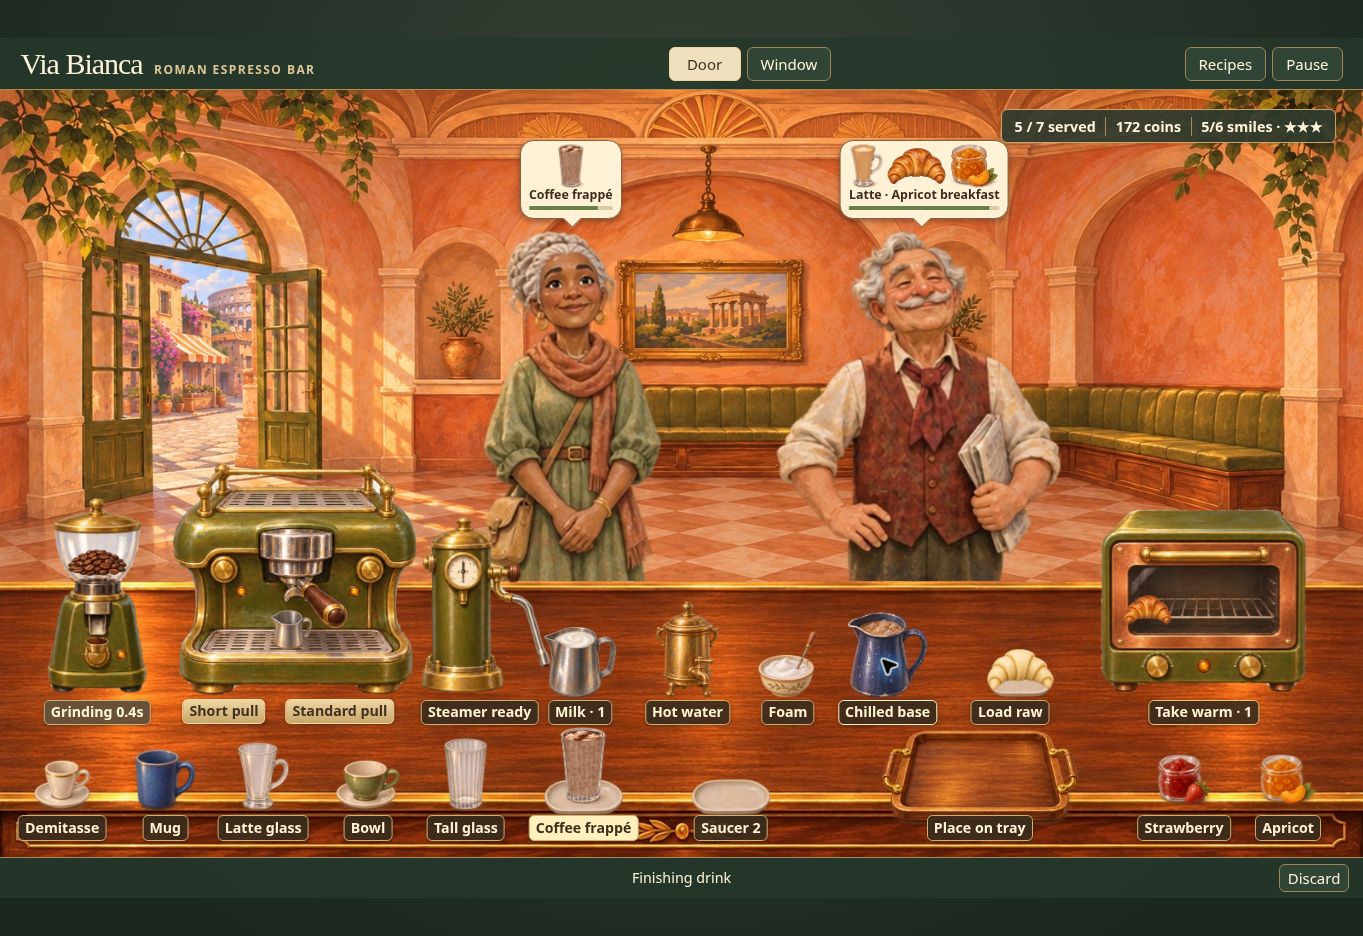 Via Bianca ROMAN ESPRESSO BAR
Door
Window
Recipes
Pause
5 / 7 served
172 coins
5/6 smiles · ★★★
Coffee frappé
Latte · Apricot breakfast
Grinding 0.4s
Short pull
Standard pull
Steamer ready
Milk · 1
Hot water
Foam
Chilled base
Load raw
Take warm · 1
Demitasse
Mug
Latte glass
Bowl
Tall glass
Coffee frappé
Saucer 2
Place on tray
Strawberry
Apricot
Finishing drink
Discard